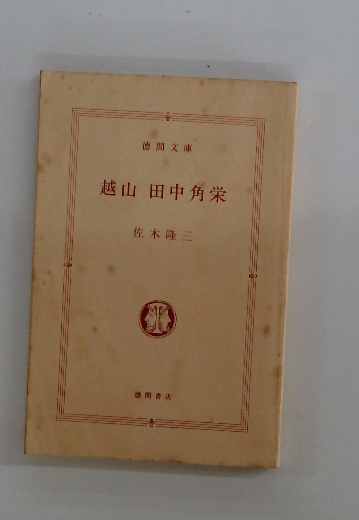 徳間文庫
越山 田中角栄
佐木隆三
徳間書店